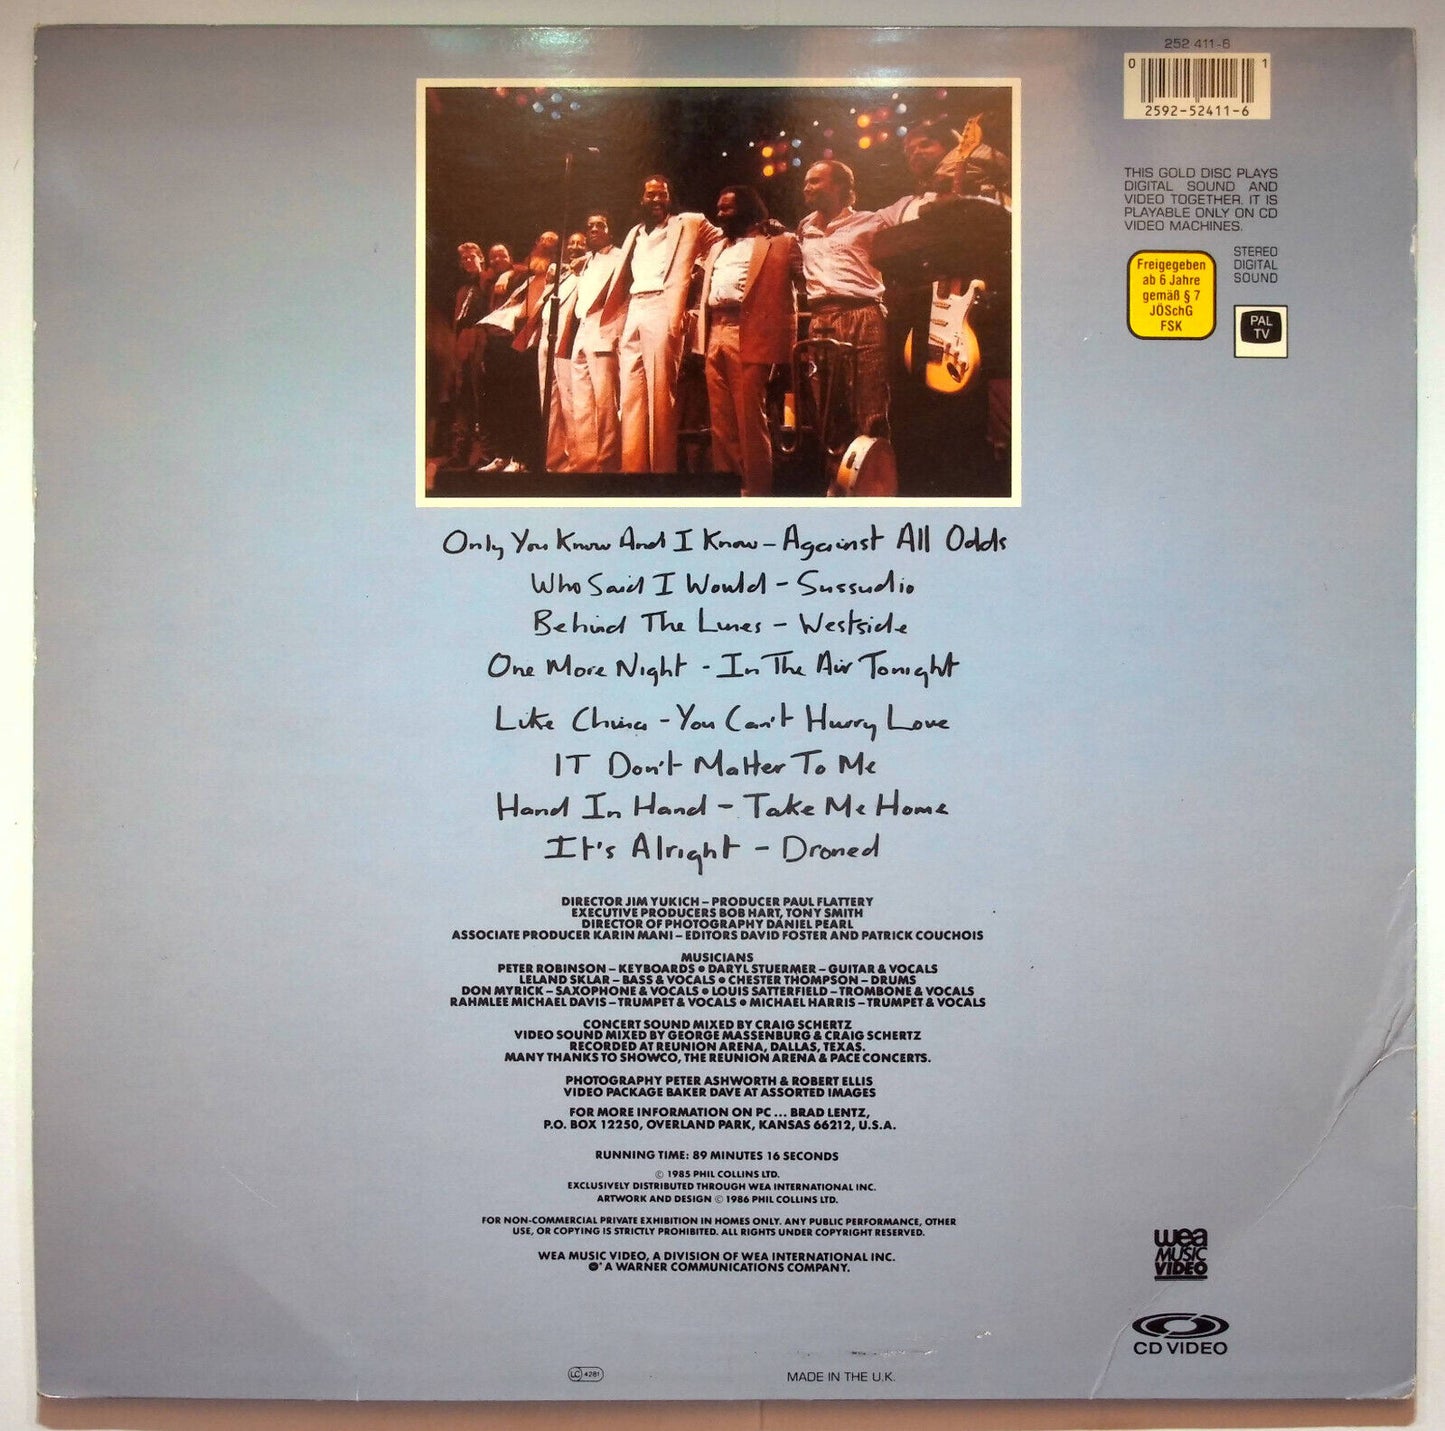 252 411-6
0 1
2592-52411-6
THIS GOLD DISC PLAYS
DIGITAL SOUND AND
VIDEO TOGETHER. IT IS
PLAYABLE ONLY ON CD
VIDEO MACHINES.
Freigegeben
ab 6 Jahre
gemäß § 7
JÖSchG
FSK
STEREO
DIGITAL
SOUND
PAL
TV
Only You Know And I Know - Against All Odds
Who Said I Would - Sussudio
Behind The Lines - Westside
One More Night - In The Air Tonight
Like China - You Can't Hurry Love
IT Don't Matter To Me
Hand In Hand - Take Me Home
It's Alright - Droned
DIRECTOR JIM YUKICH – PRODUCER PAUL FLATTERY
EXECUTIVE PRODUCERS BOB HART, TONY SMITH
DIRECTOR OF PHOTOGRAPHY DANIEL PEARL
ASSOCIATE PRODUCER KARIN MANI – EDITORS DAVID FOSTER AND PATRICK COUCHOIS
MUSICIANS
PETER ROBINSON – KEYBOARDS • DARYL STUERMER – GUITAR & VOCALS
LELAND SKLAR – BASS & VOCALS • CHESTER THOMPSON – DRUMS
DON MYRICK – SAXOPHONE & VOCALS • LOUIS SATTERFIELD – TROMBONE & VOCALS
RAHMLEE MICHAEL DAVIS – TRUMPET & VOCALS • MICHAEL HARRIS – TRUMPET & VOCALS
CONCERT SOUND MIXED BY CRAIG SCHERTZ
VIDEO SOUND MIXED BY GEORGE MASSENBURG & CRAIG SCHERTZ
RECORDED AT REUNION ARENA, DALLAS, TEXAS.
MANY THANKS TO SHOWCO, THE REUNION ARENA & PACE CONCERTS.
PHOTOGRAPHY PETER ASHWORTH & ROBERT ELLIS
VIDEO PACKAGE BAKER DAVE AT ASSORTED IMAGES
FOR MORE INFORMATION ON PC ... BRAD LENTZ,
P.O. BOX 12250, OVERLAND PARK, KANSAS 66212, U.S.A.
RUNNING TIME: 89 MINUTES 16 SECONDS
© 1985 PHIL COLLINS LTD.
EXCLUSIVELY DISTRIBUTED THROUGH WEA INTERNATIONAL INC.
ARTWORK AND DESIGN © 1986 PHIL COLLINS LTD.
FOR NON-COMMERCIAL PRIVATE EXHIBITION IN HOMES ONLY. ANY PUBLIC PERFORMANCE, OTHER
USE, OR COPYING IS STRICTLY PROHIBITED. ALL RIGHTS UNDER COPYRIGHT RESERVED.
WEA MUSIC VIDEO, A DIVISION OF WEA INTERNATIONAL INC.
A WARNER COMMUNICATIONS COMPANY.
wea
MUSIC
VIDEO
CD VIDEO
LC 4281
MADE IN THE U.K.